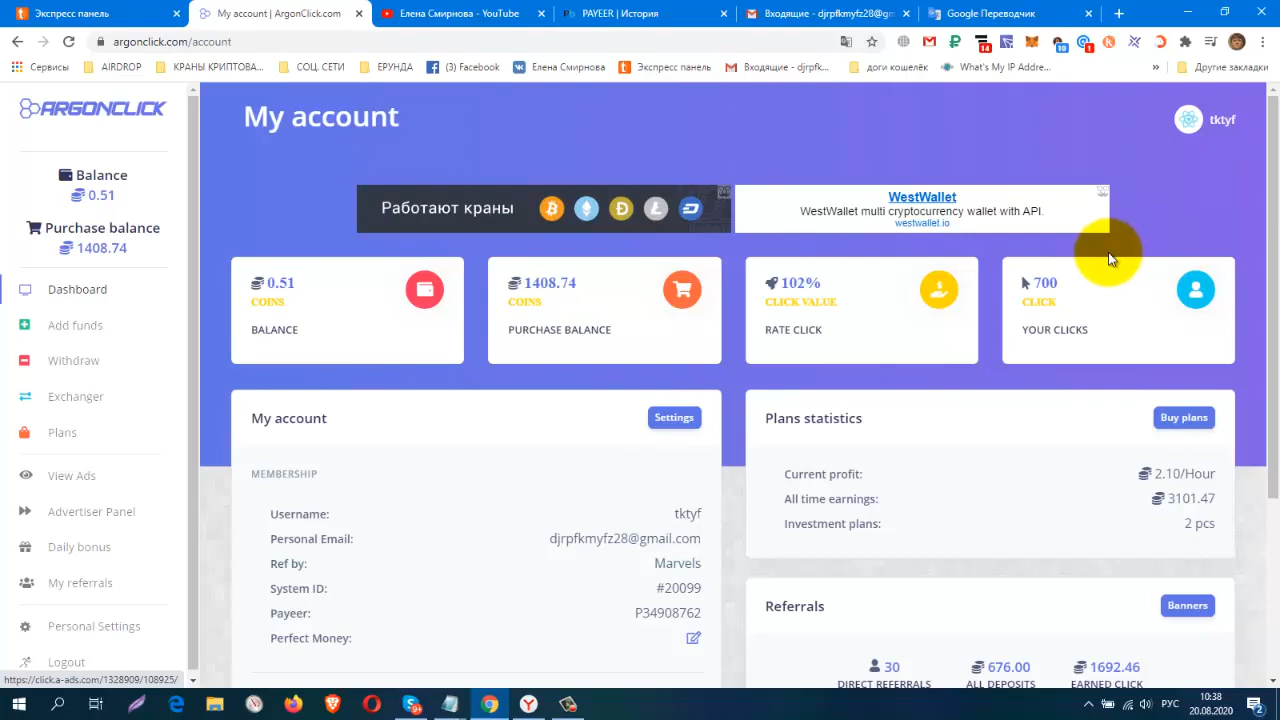 Экспресс панель
My account | ArgonClick.com
Елена Смирнова - YouTube
PAYEER | История
Входящие - djrpfkmyfz28@gm
Google Переводчик
argonclick.com/account
14
10
1
Сервисы
AIRDROP
КРАНЫ КРИПТОВА...
СОЦ. СЕТИ
ЕРУНДА
(3) Facebook
Елена Смирнова
Экспресс панель
Входящие - djrpfk...
доги кошелёк
What's My IP Addre...
»
Другие закладки
ARGONCLICK
My account
tktyf
Balance
0.51
Purchase balance
1408.74
Работают краны
WestWallet
WestWallet multi cryptocurrency wallet with API.
westwallet.io
Dashboard
Add funds
Withdraw
Exchanger
Plans
View Ads
Advertiser Panel
Daily bonus
My referrals
Personal Settings
Logout
0.51
COINS
BALANCE
1408.74
COINS
PURCHASE BALANCE
102%
CLICK VALUE
RATE CLICK
700
CLICK
YOUR CLICKS
My account
Settings
MEMBERSHIP
Username: tktyf
Personal Email: djrpfkmyfz28@gmail.com
Ref by: Marvels
System ID: #20099
Payeer: P34908762
Perfect Money:
Plans statistics
Buy plans
Current profit: 2.10/Hour
All time earnings: 3101.47
Investment plans: 2 pcs
Referrals
Banners
30
DIRECT REFERRALS
676.00
ALL DEPOSITS
1692.46
EARNED CLICK
https://click.a-ads.com/1328909/108925/
РУС
10:38
20.08.2020
2